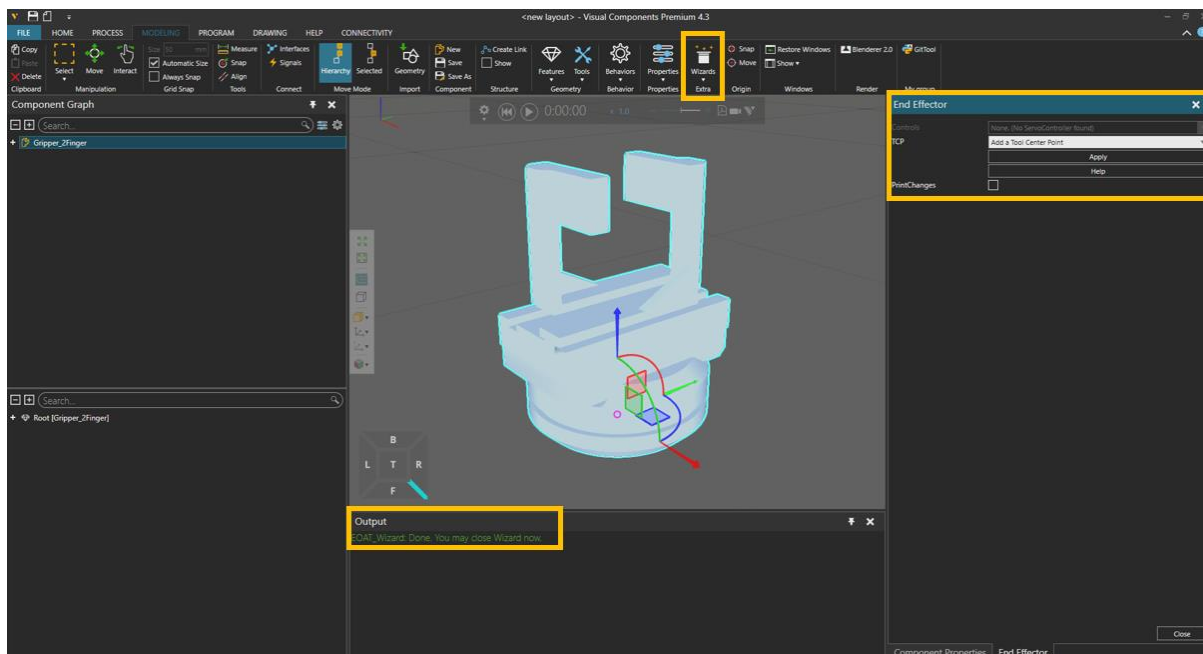 <new layout> - Visual Components Premium 4.3
FILE HOME PROCESS MODELING PROGRAM DRAWING HELP CONNECTIVITY
Copy
Paste
Delete
Clipboard
Select
Move
Interact
Manipulation
Size 50 mm
Automatic Size
Always Snap
Grid Snap
Measure
Snap
Align
Tools
Interfaces
Signals
Connect
Hierarchy
Selected
Move Mode
Geometry
Import
New
Save
Save As
Component
Create Link
Show
Structure
Features
Tools
Geometry
Behaviors
Behavior
Properties
Properties
Wizards
Extra
Snap
Move
Origin
Restore Windows
Show
Windows
Blenderer 2.0
Render
GitTool
My group
Component Graph
Search...
Gripper_2Finger
Search...
Root [Gripper_2Finger]
0:00:00
x 1.0
B
L T R
F
Output
EOAT_Wizard: Done. You may close Wizard now.
End Effector
Controls None, (No ServoController found)
TCP Add a Tool Center Point
Apply
Help
PrintChanges
Close
Component Properties End Effector